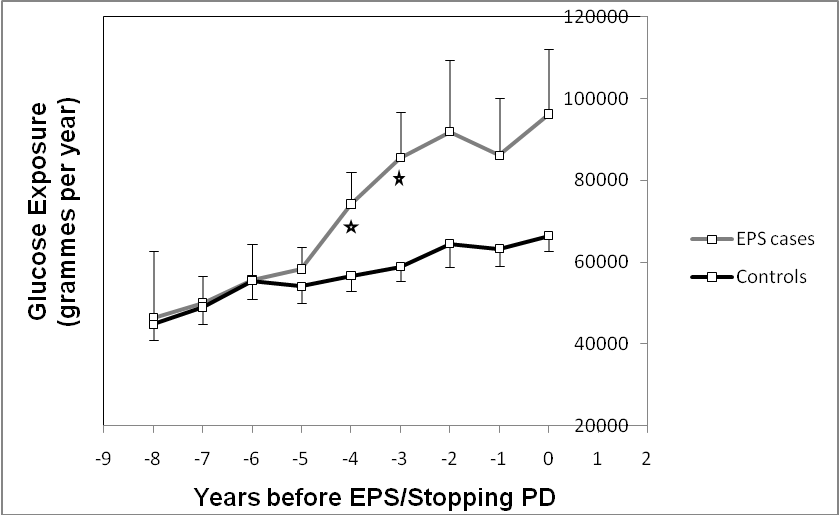 120000
100000
80000
60000
40000
20000
Glucose Exposure
(grammes per year)
EPS cases
Controls
-9 -8 -7 -6 -5 -4 -3 -2 -1 0 1 2
Years before EPS/Stopping PD